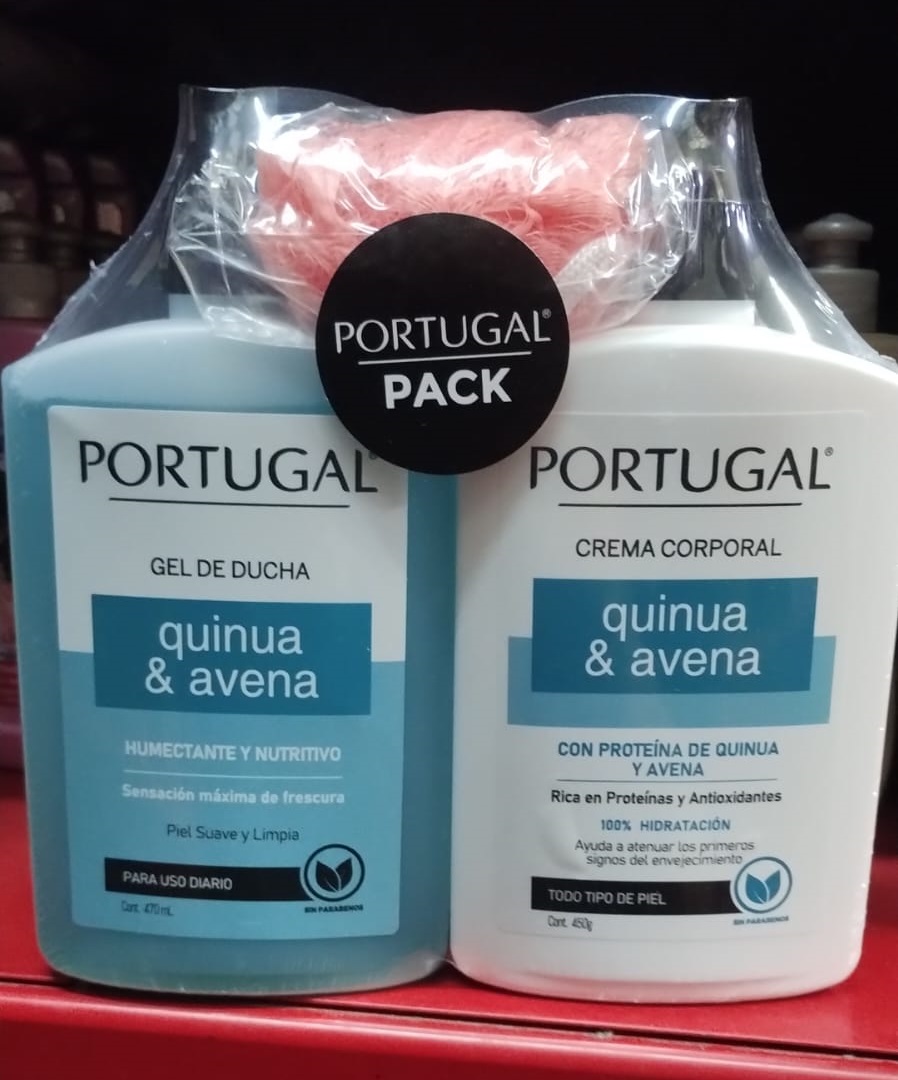 PORTUGAL®
PACK
PORTUGAL®
GEL DE DUCHA
quinua
& avena
HUMECTANTE Y NUTRITIVO
Sensación máxima de frescura
Piel Suave y Limpia
PARA USO DIARIO
SIN PARABENOS
Cont. 470 mL
PORTUGAL®
CREMA CORPORAL
quinua
& avena
CON PROTEÍNA DE QUINUA
Y AVENA
Rica en Proteínas y Antioxidantes
100% HIDRATACIÓN
Ayuda a atenuar los primeros
signos del envejecimiento
TODO TIPO DE PIEL
SIN PARABENOS
Cont. 450g